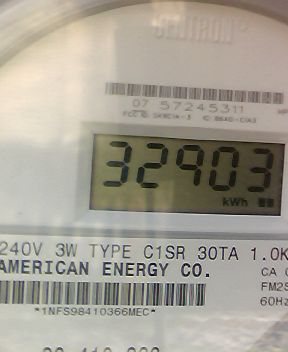 07 57245311
32903
kWh
240V 3W TYPE C1SR 30TA 1.0K
AMERICAN ENERGY CO.
CA
FM2S
60Hz
*1NFS98410366MEC*